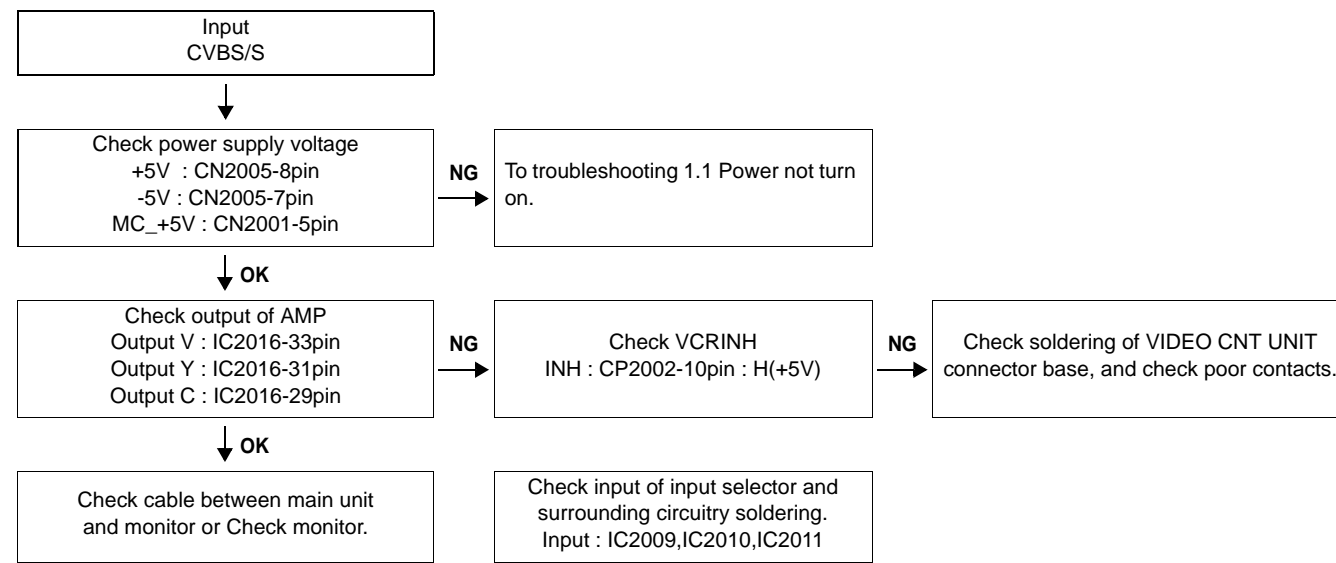 Input
CVBS/S
Check power supply voltage
+5V : CN2005-8pin
-5V : CN2005-7pin
MC_+5V : CN2001-5pin
NG
To troubleshooting 1.1 Power not turn
on.
OK
Check output of AMP
Output V : IC2016-33pin
Output Y : IC2016-31pin
Output C : IC2016-29pin
NG
Check VCRINH
INH : CP2002-10pin : H(+5V)
NG
Check soldering of VIDEO CNT UNIT
connector base, and check poor contacts.
OK
Check cable between main unit
and monitor or Check monitor.
Check input of input selector and
surrounding circuitry soldering.
Input : IC2009,IC2010,IC2011